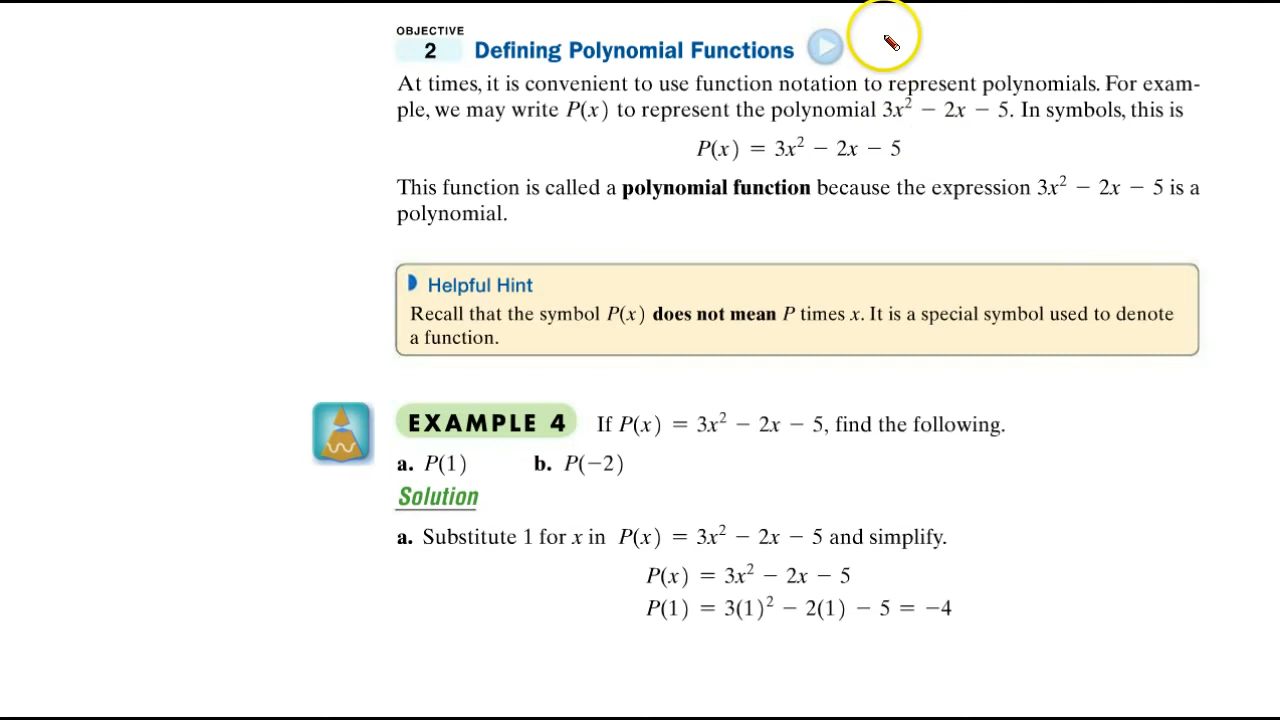 OBJECTIVE
2 Defining Polynomial Functions
At times, it is convenient to use function notation to represent polynomials. For exam-
ple, we may write P(x) to represent the polynomial 3x² − 2x − 5. In symbols, this is
P(x) = 3x² − 2x − 5
This function is called a polynomial function because the expression 3x² − 2x − 5 is a
polynomial.
Helpful Hint
Recall that the symbol P(x) does not mean P times x. It is a special symbol used to denote
a function.
EXAMPLE 4 If P(x) = 3x² − 2x − 5, find the following.
a. P(1) b. P(−2)
Solution
a. Substitute 1 for x in P(x) = 3x² − 2x − 5 and simplify.
P(x) = 3x² − 2x − 5
P(1) = 3(1)² − 2(1) − 5 = −4